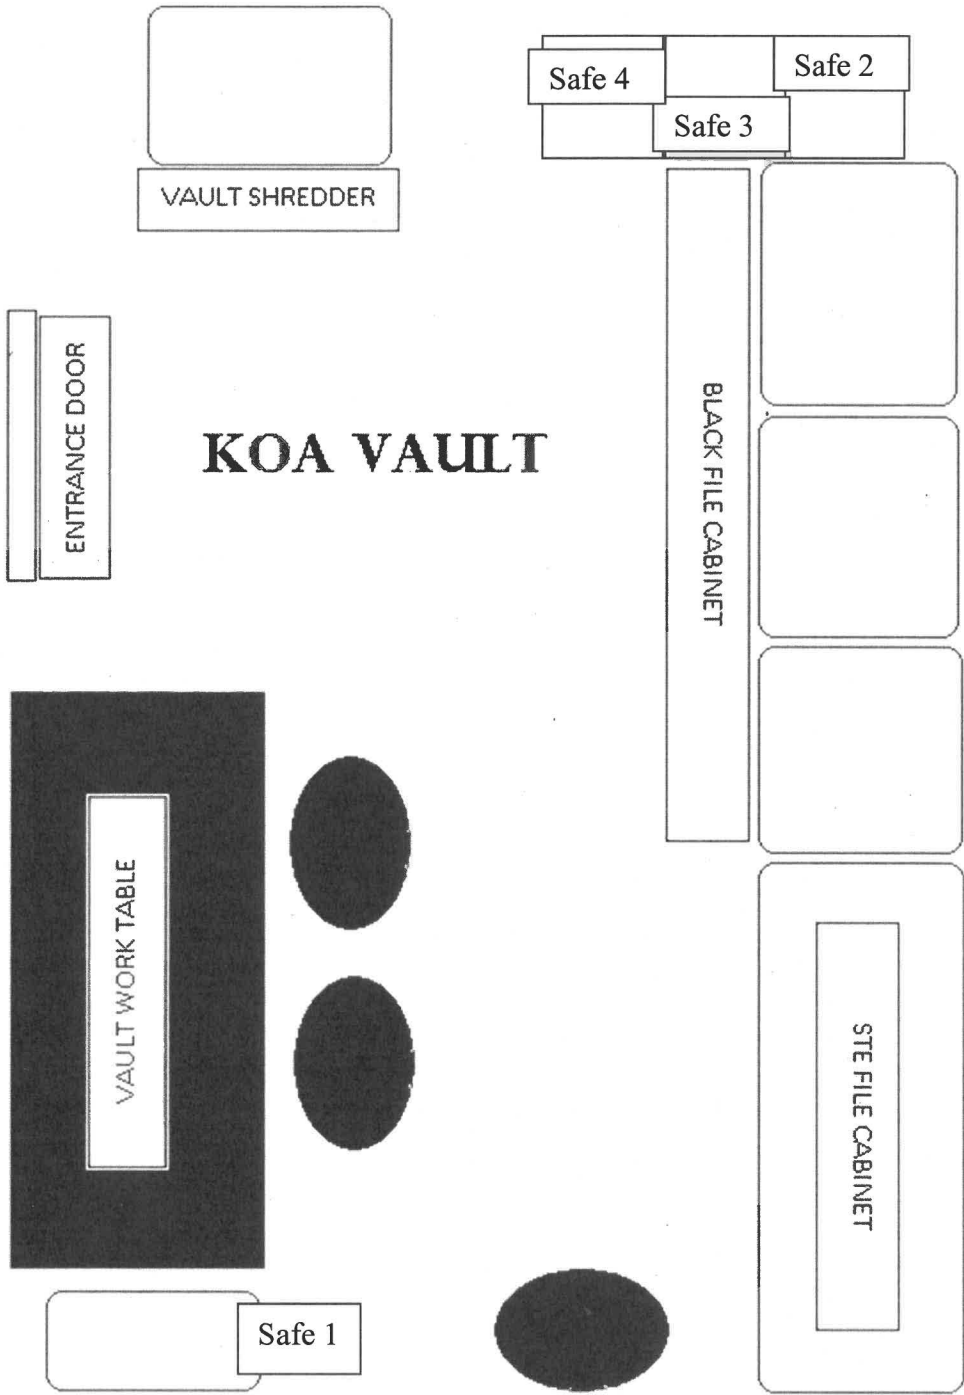 Safe 4
Safe 2
Safe 3
VAULT SHREDDER
ENTRANCE DOOR
KOA VAULT
BLACK FILE CABINET
VAULT WORK TABLE
STE FILE CABINET
Safe 1